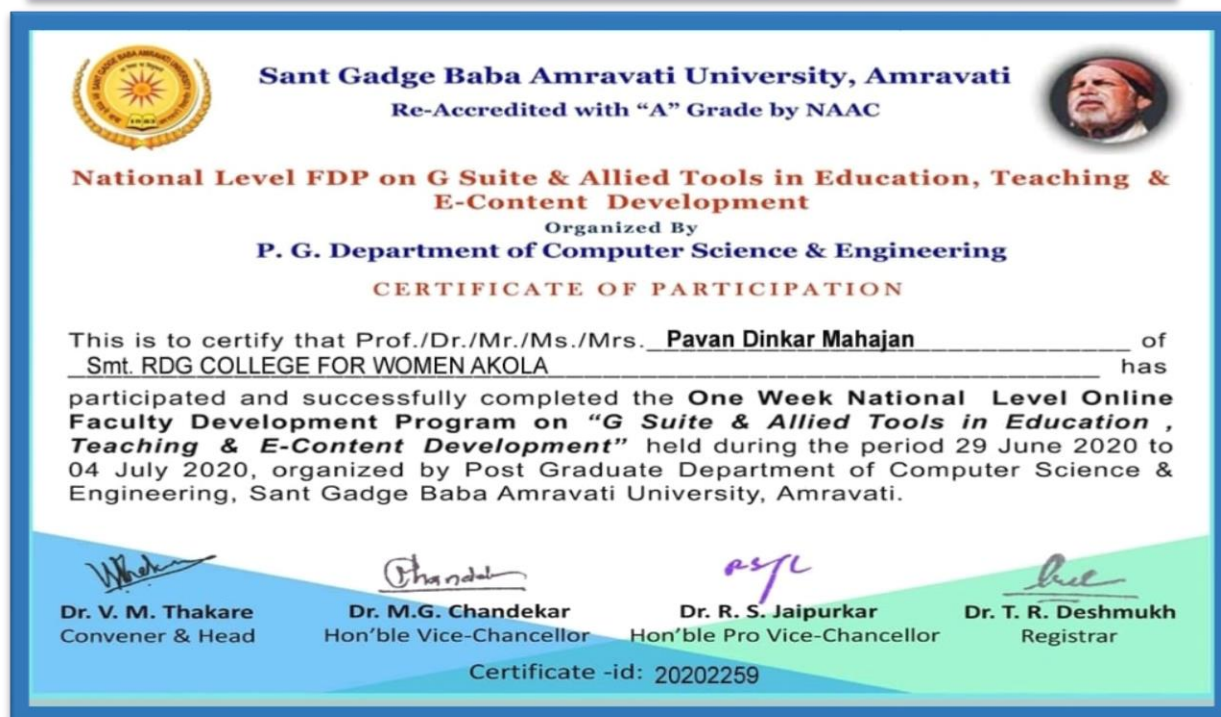 Sant Gadge Baba Amravati University, Amravati
Re-Accredited with “A” Grade by NAAC
National Level FDP on G Suite & Allied Tools in Education, Teaching &
E-Content Development
Organized By
P. G. Department of Computer Science & Engineering
CERTIFICATE OF PARTICIPATION
This is to certify that Prof./Dr./Mr./Ms./Mrs. Pavan Dinkar Mahajan of
Smt. RDG COLLEGE FOR WOMEN AKOLA has
participated and successfully completed the One Week National Level Online
Faculty Development Program on “G Suite & Allied Tools in Education ,
Teaching & E-Content Development” held during the period 29 June 2020 to
04 July 2020, organized by Post Graduate Department of Computer Science &
Engineering, Sant Gadge Baba Amravati University, Amravati.
Dr. V. M. Thakare Dr. M.G. Chandekar Dr. R. S. Jaipurkar Dr. T. R. Deshmukh
Convener & Head Hon’ble Vice-Chancellor Hon’ble Pro Vice-Chancellor Registrar
Certificate -id: 20202259